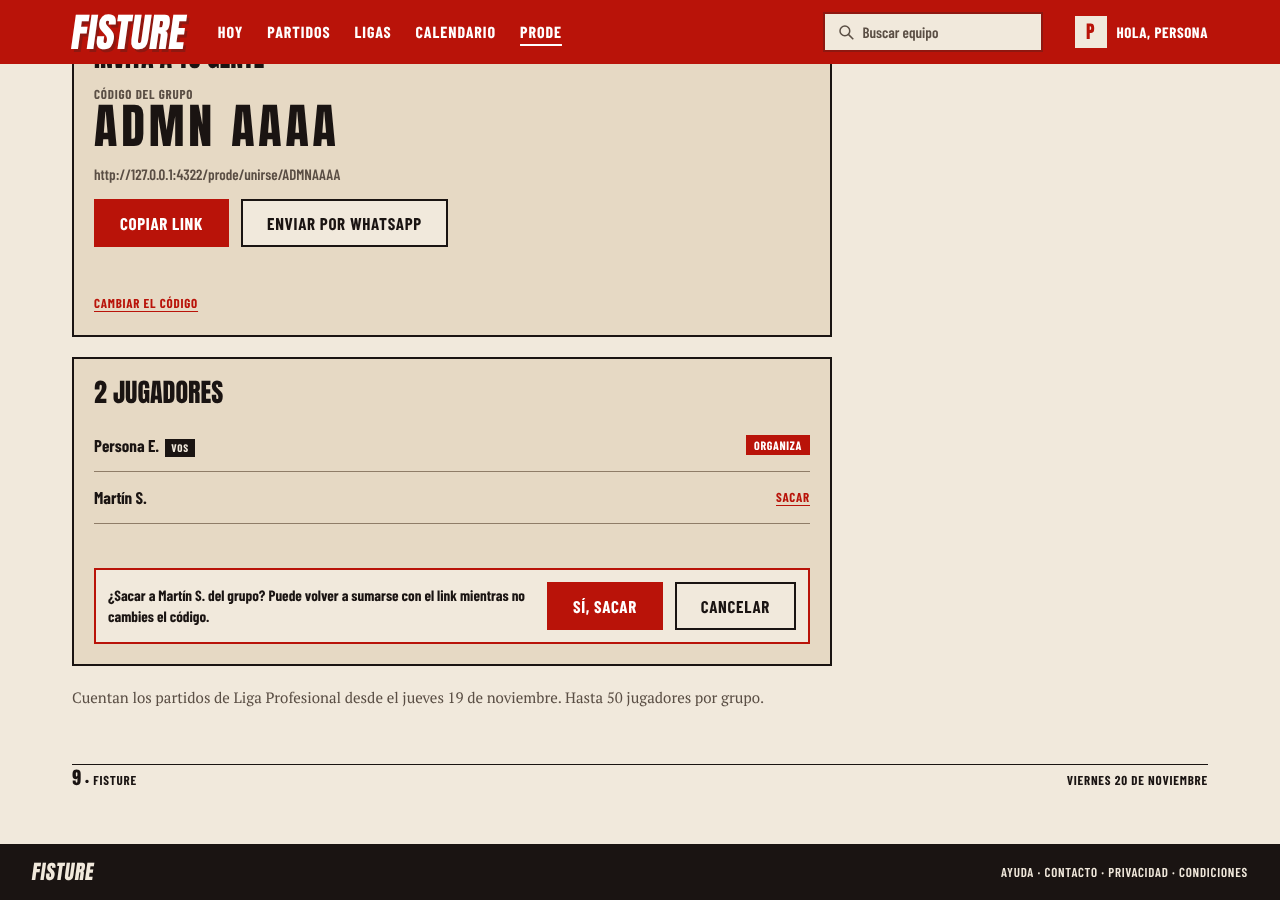 FISTURE HOY PARTIDOS LIGAS CALENDARIO PRODE Buscar equipo P HOLA, PERSONA
INVITÁ A TU GENTE
CÓDIGO DEL GRUPO
ADMN AAAA
http://127.0.0.1:4322/prode/unirse/ADMNAAAA
COPIAR LINK ENVIAR POR WHATSAPP
CAMBIAR EL CÓDIGO
2 JUGADORES
Persona E. VOS ORGANIZA
Martín S. SACAR
¿Sacar a Martín S. del grupo? Puede volver a sumarse con el link mientras no
cambies el código.
SÍ, SACAR CANCELAR
Cuentan los partidos de Liga Profesional desde el jueves 19 de noviembre. Hasta 50 jugadores por grupo.
9 • FISTURE VIERNES 20 DE NOVIEMBRE
FISTURE AYUDA · CONTACTO · PRIVACIDAD · CONDICIONES